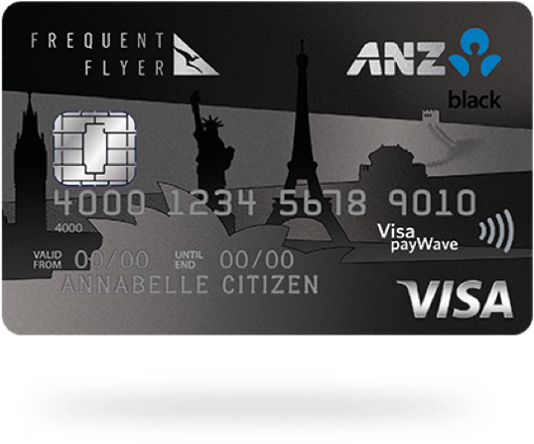 FREQUENT
FLYER
ANZ
black
4000 1234 5678 9010
4000
Visa
payWave
VALID
FROM 00/00 UNTIL
END 00/00
ANNABELLE CITIZEN
VISA